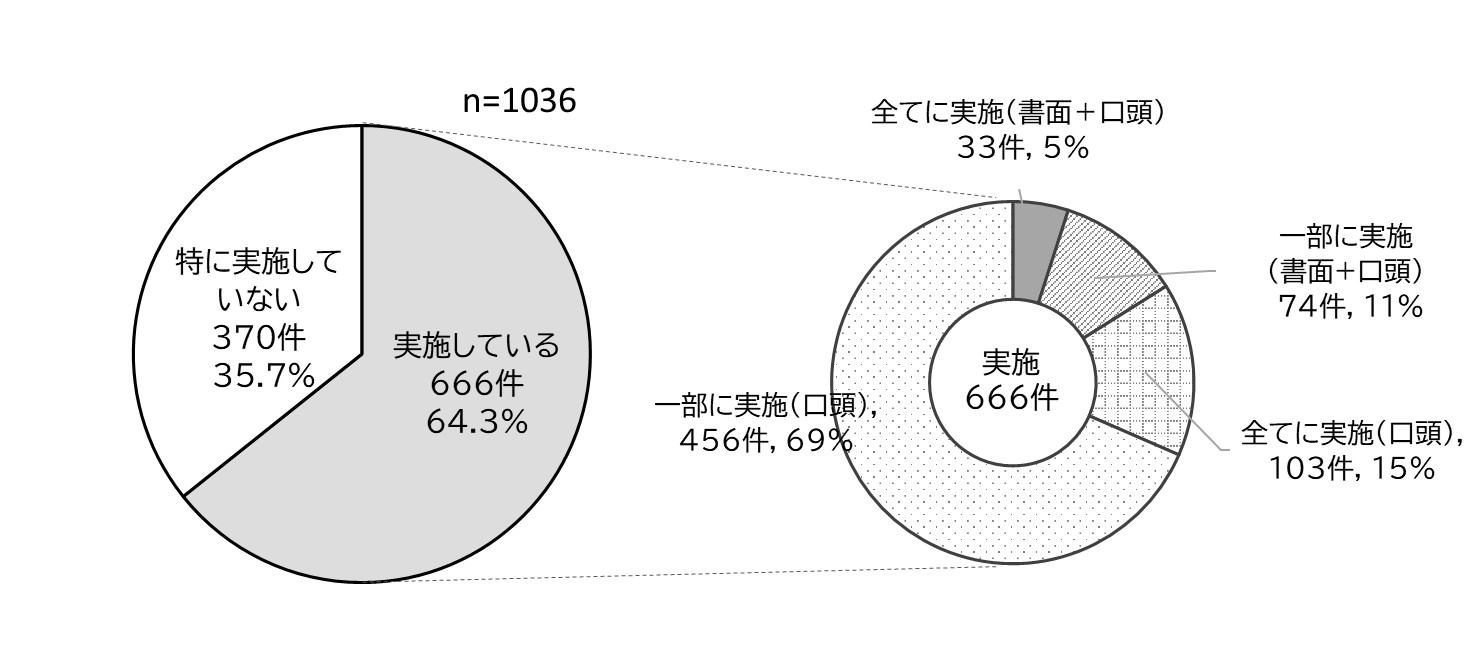 n=1036
特に実施して
いない
370件
35.7%
実施している
666件
64.3%
全てに実施(書面+口頭)
33件, 5%
一部に実施
(書面+口頭)
74件, 11%
実施
666件
一部に実施(口頭),
456件, 69%
全てに実施(口頭),
103件, 15%